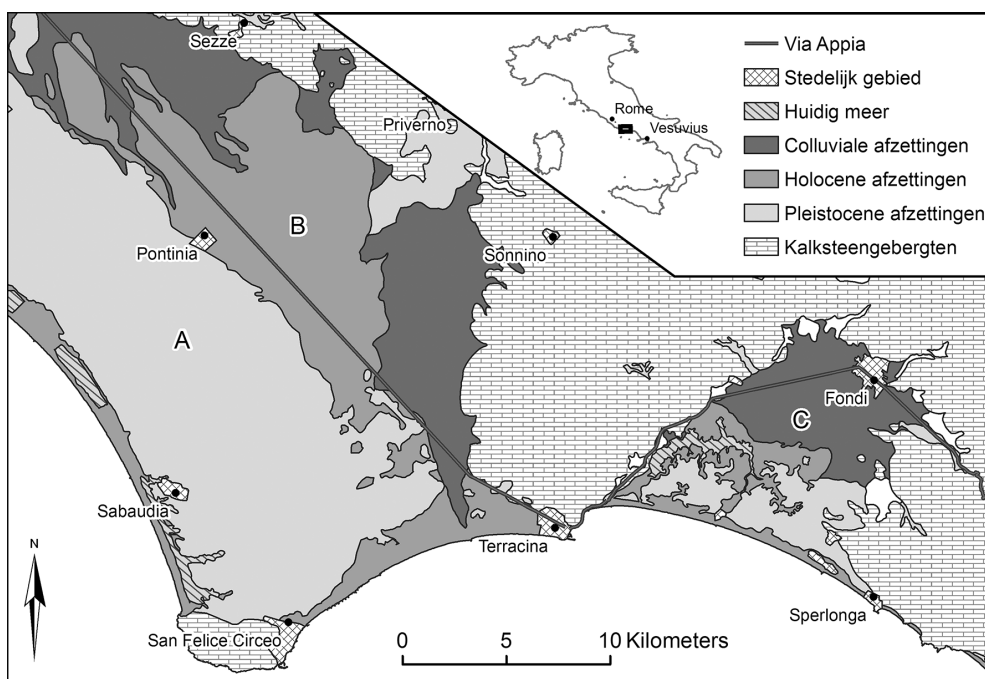 Sezze
Priverno
Rome
Vesuvius
Via Appia
Stedelijk gebied
Huidig meer
Colluviale afzettingen
Holocene afzettingen
Pleistocene afzettingen
Kalksteengebergten
B
Pontinia
Sonnino
A
Fondi
C
Sabaudia
Terracina
N
San Felice Circeo
Sperlonga
0 5 10 Kilometers